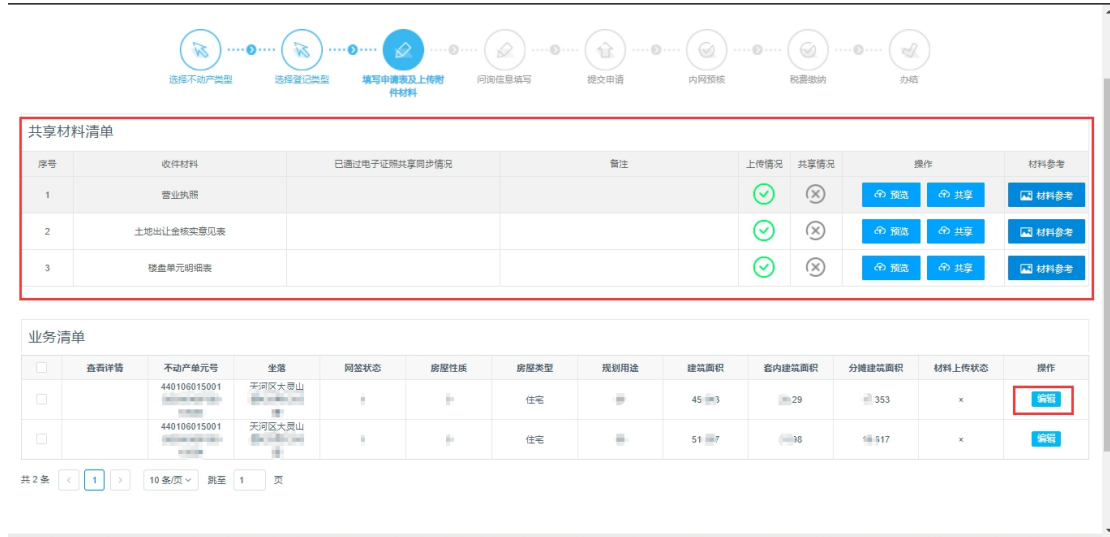 选择不动产类型 选择登记类型 填写申请表及上传附 问询信息填写 提交申请 内网预核 税费缴纳 办结
件材料
共享材料清单
序号 收件材料 已通过电子证照共享同步情况 备注 上传情况 共享情况 操作 材料参考
1 营业执照 预览 共享 材料参考
2 土地出让金核实意见表 预览 共享 材料参考
3 楼盘单元明细表 预览 共享 材料参考
业务清单
查看详情 不动产单元号 坐落 网签状态 房屋性质 房屋类型 规划用途 建筑面积 套内建筑面积 分摊建筑面积 材料上传状态 操作
440106015001 天河区大灵山
住宅 45 3 .29 353 × 编辑
440106015001 天河区大灵山
住宅 51 7 98 617 × 编辑
共 2 条 < 1 > 10 条/页 跳至 1 页